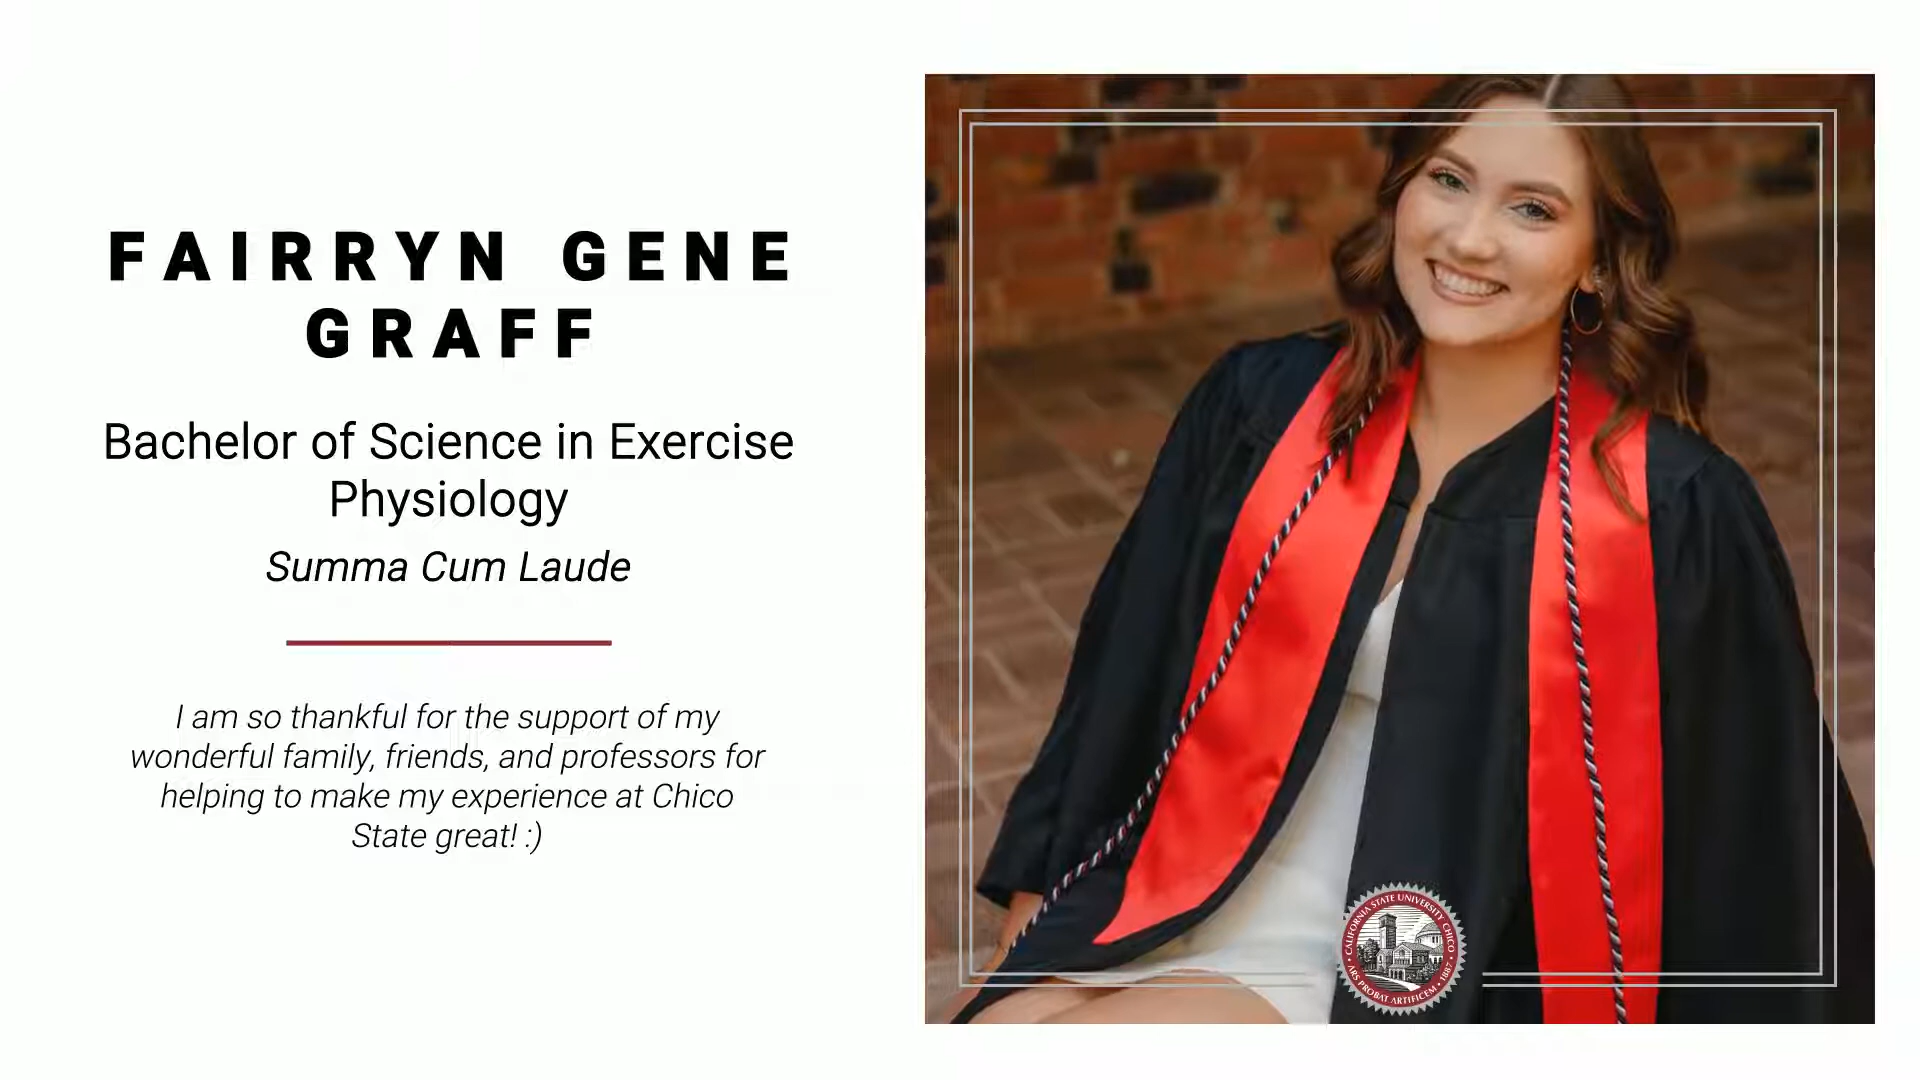 FAIRRYN GENE
GRAFF
Bachelor of Science in Exercise
Physiology
Summa Cum Laude
I am so thankful for the support of my
wonderful family, friends, and professors for
helping to make my experience at Chico
State great! :)
CALIFORNIA STATE UNIVERSITY CHICO
ARS PROBAT ARTIFICEM • 1887